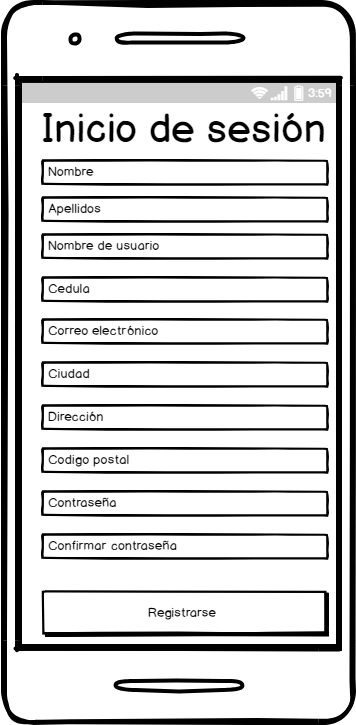 3:59
Inicio de sesión
Nombre
Apellidos
Nombre de usuario
Cedula
Correo electrónico
Ciudad
Dirección
Codigo postal
Contraseña
Confirmar contraseña
Registrarse